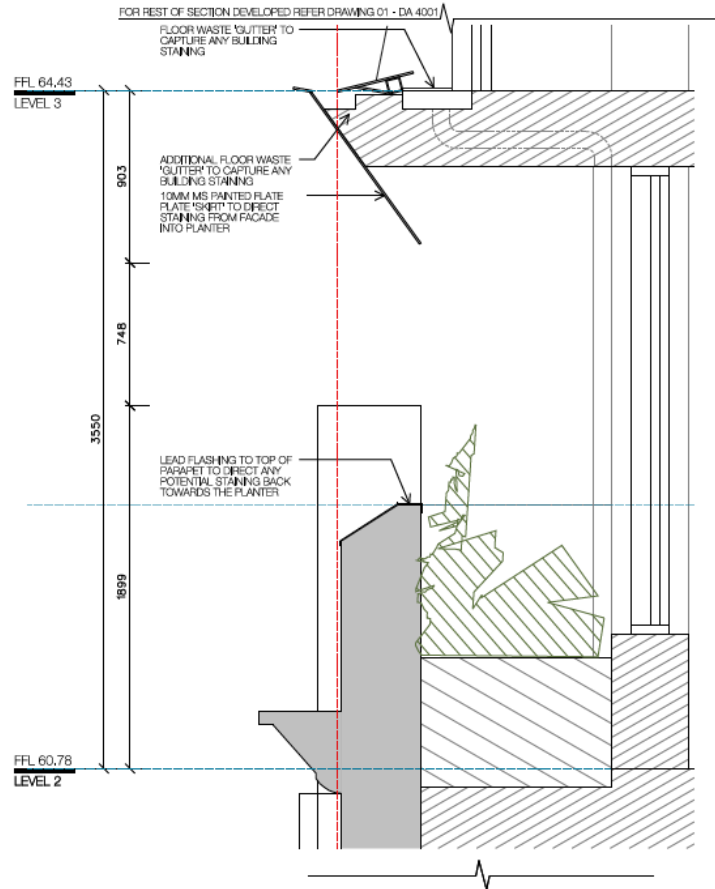 FOR REST OF SECTION DEVELOPED REFER DRAWING 01 - DA 4001
FLOOR WASTE 'GUTTER' TO
CAPTURE ANY BUILDING
STAINING
FFL 64.43
LEVEL 3
903
ADDITIONAL FLOOR WASTE
'GUTTER' TO CAPTURE ANY
BUILDING STAINING
10MM MS PAINTED PLATE
PLATE 'SKIRT' TO DIRECT
STAINING FROM FACADE
INTO PLANTER
748
3550
LEAD FLASHING TO TOP OF
PARAPET TO DIRECT ANY
POTENTIAL STAINING BACK
TOWARDS THE PLANTER
1899
FFL 60.78
LEVEL 2